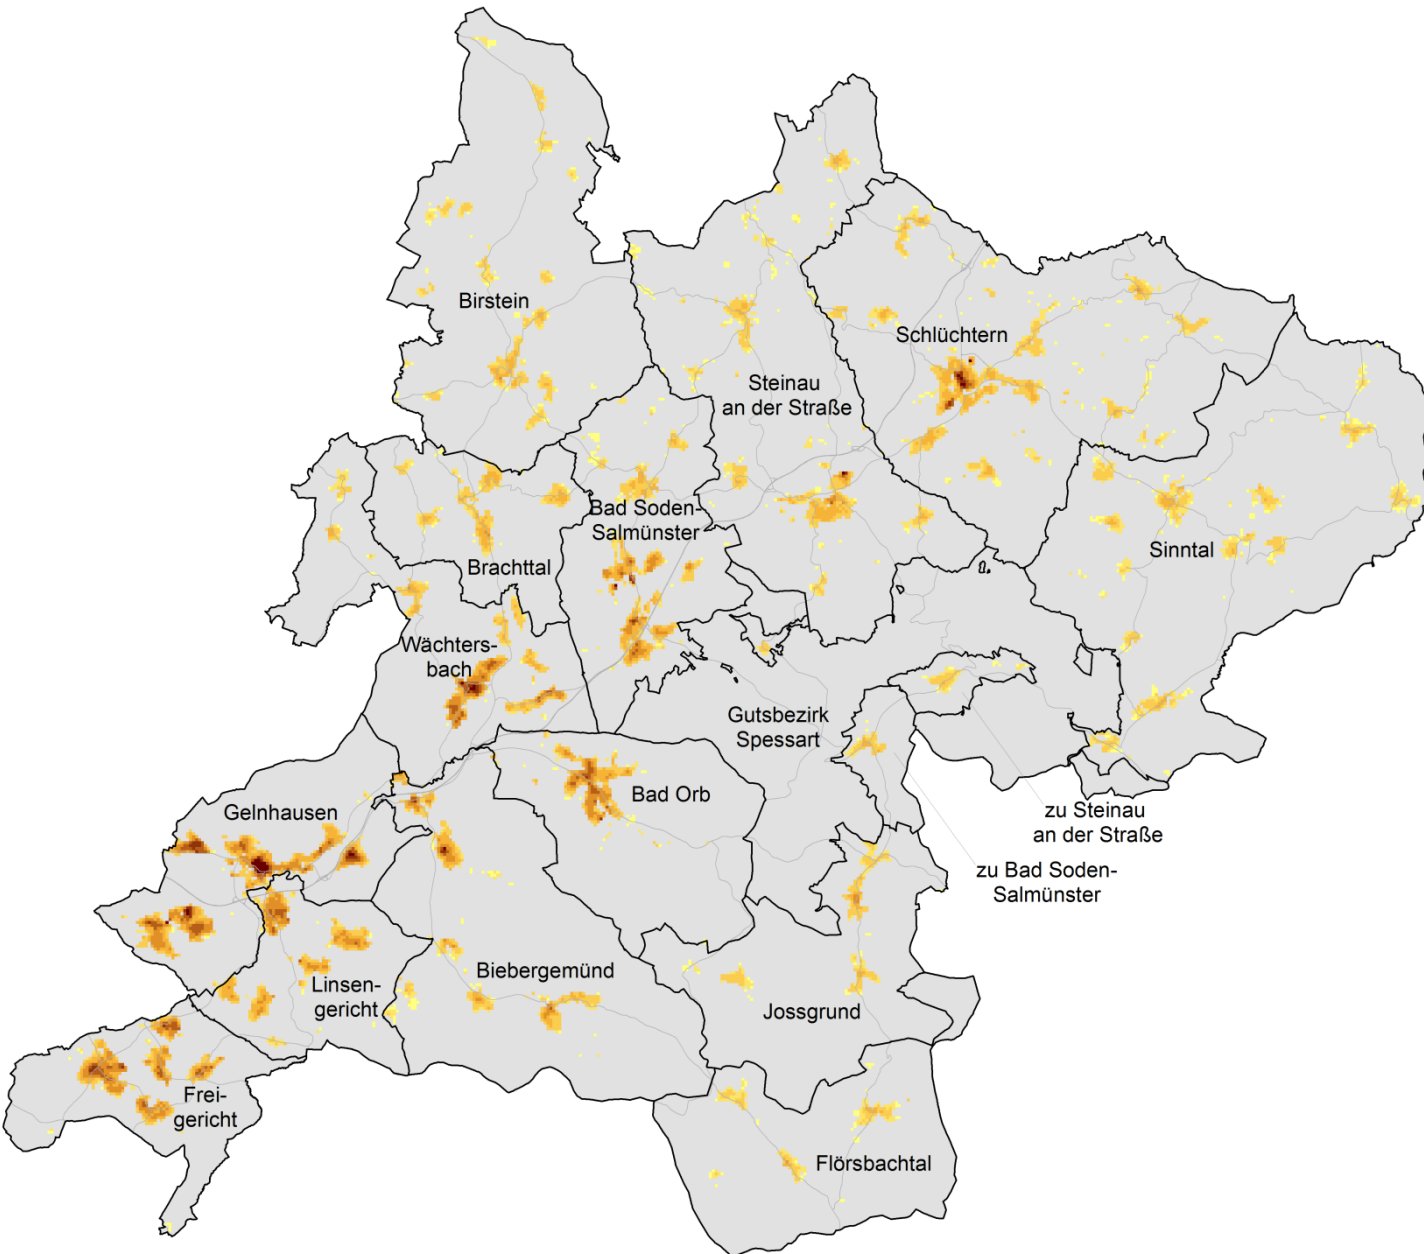 Birstein
Schlüchtern
Steinau
an der Straße
Bad Soden-
Salmünster
Sinntal
Brachttal
Wächters-
bach
Gutsbezirk
Spessart
Bad Orb
Gelnhausen
zu Steinau
an der Straße
zu Bad Soden-
Salmünster
Biebergemünd
Linsen-
gericht
Jossgrund
Frei-
gericht
Flörsbachtal